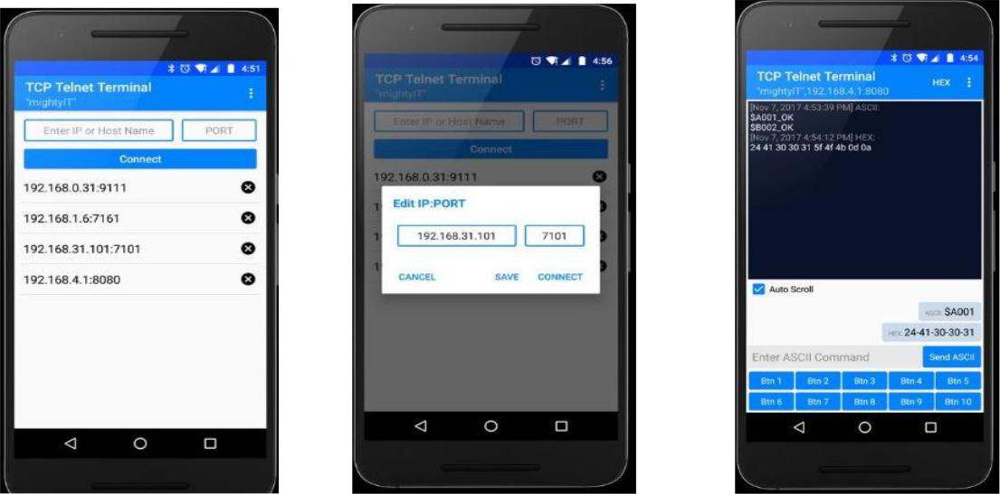 4:51
TCP Telnet Terminal
"mightyIT"
Enter IP or Host Name PORT
Connect
192.168.0.31:9111
192.168.1.6:7161
192.168.31.101:7101
192.168.4.1:8080
4:56
TCP Telnet Terminal
"mightyIT"
Enter IP or Host Name PORT
Connect
192.168.0.31:9111
1
1
1
Edit IP:PORT
192.168.31.101 7101
CANCEL SAVE CONNECT
4:54
TCP Telnet Terminal HEX
"mightyIT",192.168.4.1:8080
[Nov 7, 2017 4:53:39 PM] ASCII:
$A001_OK
$B002_OK
[Nov 7, 2017 4:54:12 PM] HEX:
24 41 30 30 31 5f 4f 4b 0d 0a
Auto Scroll
ASCII: $A001
HEX: 24-41-30-30-31
Enter ASCII Command Send ASCII
Btn 1 Btn 2 Btn 3 Btn 4 Btn 5
Btn 6 Btn 7 Btn 8 Btn 9 Btn 10